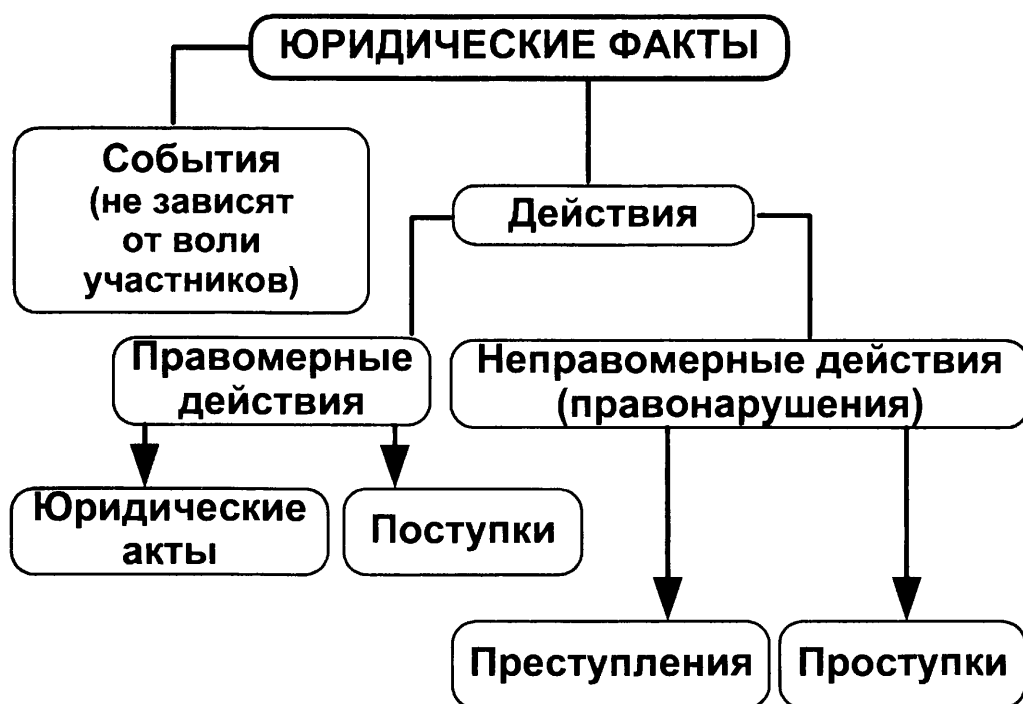 ЮРИДИЧЕСКИЕ ФАКТЫ
События
(не зависят
от воли
участников)
Действия
Правомерные
действия
Неправомерные действия
(правонарушения)
Юридические
акты
Поступки
Преступления
Проступки